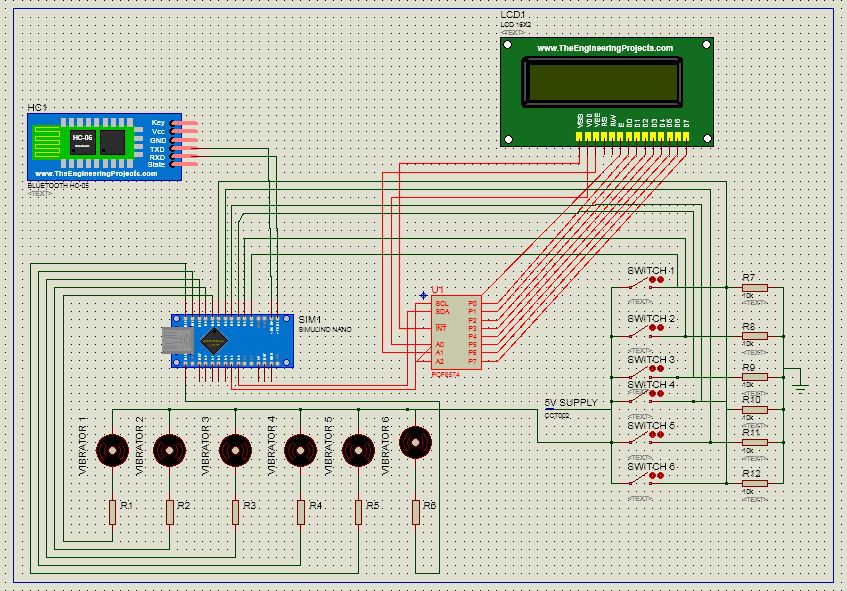 LCD1
LCD 16X2
<TEXT>
www.TheEngineeringProjects.com
VSS
VDD
VEE
RS
RW
E
D0
D1
D2
D3
D4
D5
D6
D7
HC1
HC-05
Key
Vcc
GND
TXD
RXD
State
www.TheEngineeringProjects.com
BLUETOOTH HC-05
<TEXT>
SIM1
SIMULINO NANO
U1
SCL
SDA
INT
A0
A1
A2
P0
P1
P2
P3
P4
P5
P6
P7
PCF8574
SWITCH 1
<TEXT>
SWITCH 2
<TEXT>
SWITCH 3
<TEXT>
SWITCH 4
<TEXT>
SWITCH 5
<TEXT>
SWITCH 6
<TEXT>
R7
10k
<TEXT>
R8
10k
<TEXT>
R9
10k
<TEXT>
R10
10k
<TEXT>
R11
10k
<TEXT>
R12
10k
<TEXT>
5V SUPPLY
VIBRATOR 1
VIBRATOR 2
VIBRATOR 3
VIBRATOR 4
VIBRATOR 5
VIBRATOR 6
R1
R2
R3
R4
R5
R6